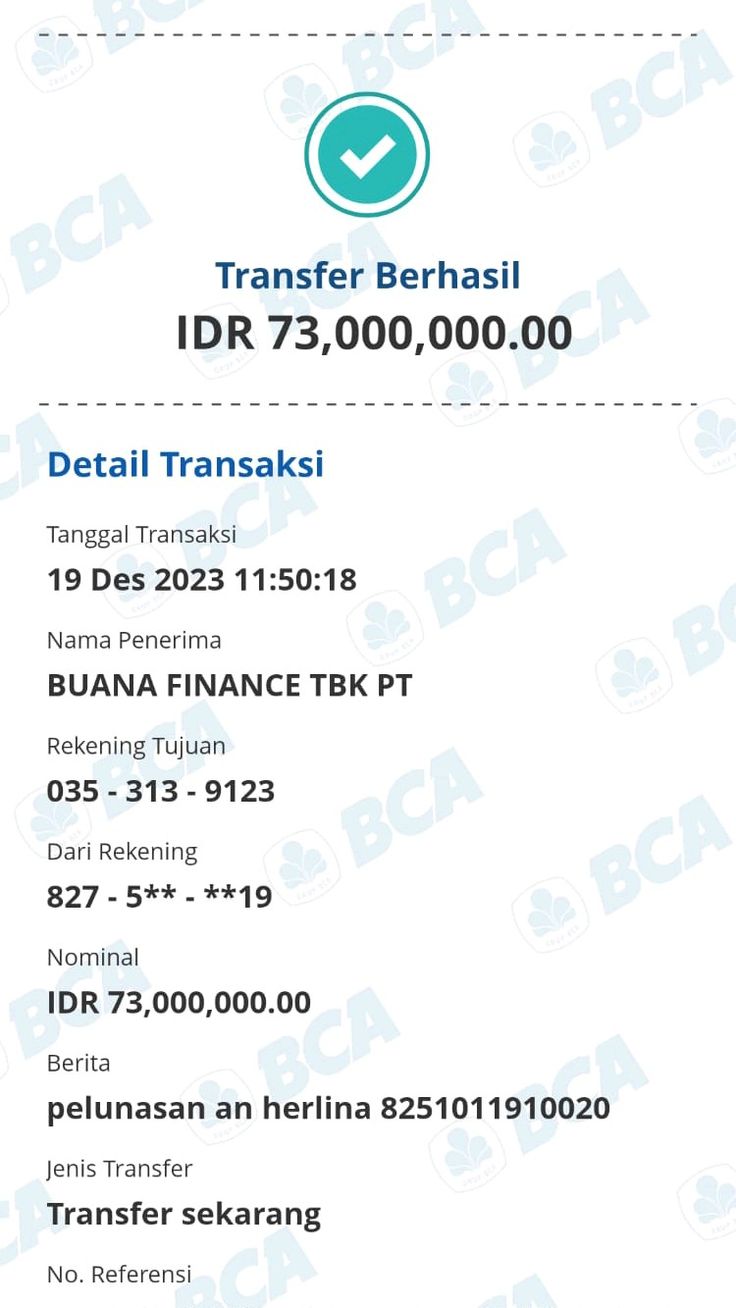 Transfer Berhasil
IDR 73,000,000.00
Detail Transaksi
Tanggal Transaksi
19 Des 2023 11:50:18
Nama Penerima
BUANA FINANCE TBK PT
Rekening Tujuan
035 - 313 - 9123
Dari Rekening
827 - 5** - **19
Nominal
IDR 73,000,000.00
Berita
pelunasan an herlina 8251011910020
Jenis Transfer
Transfer sekarang
No. Referensi
BCA